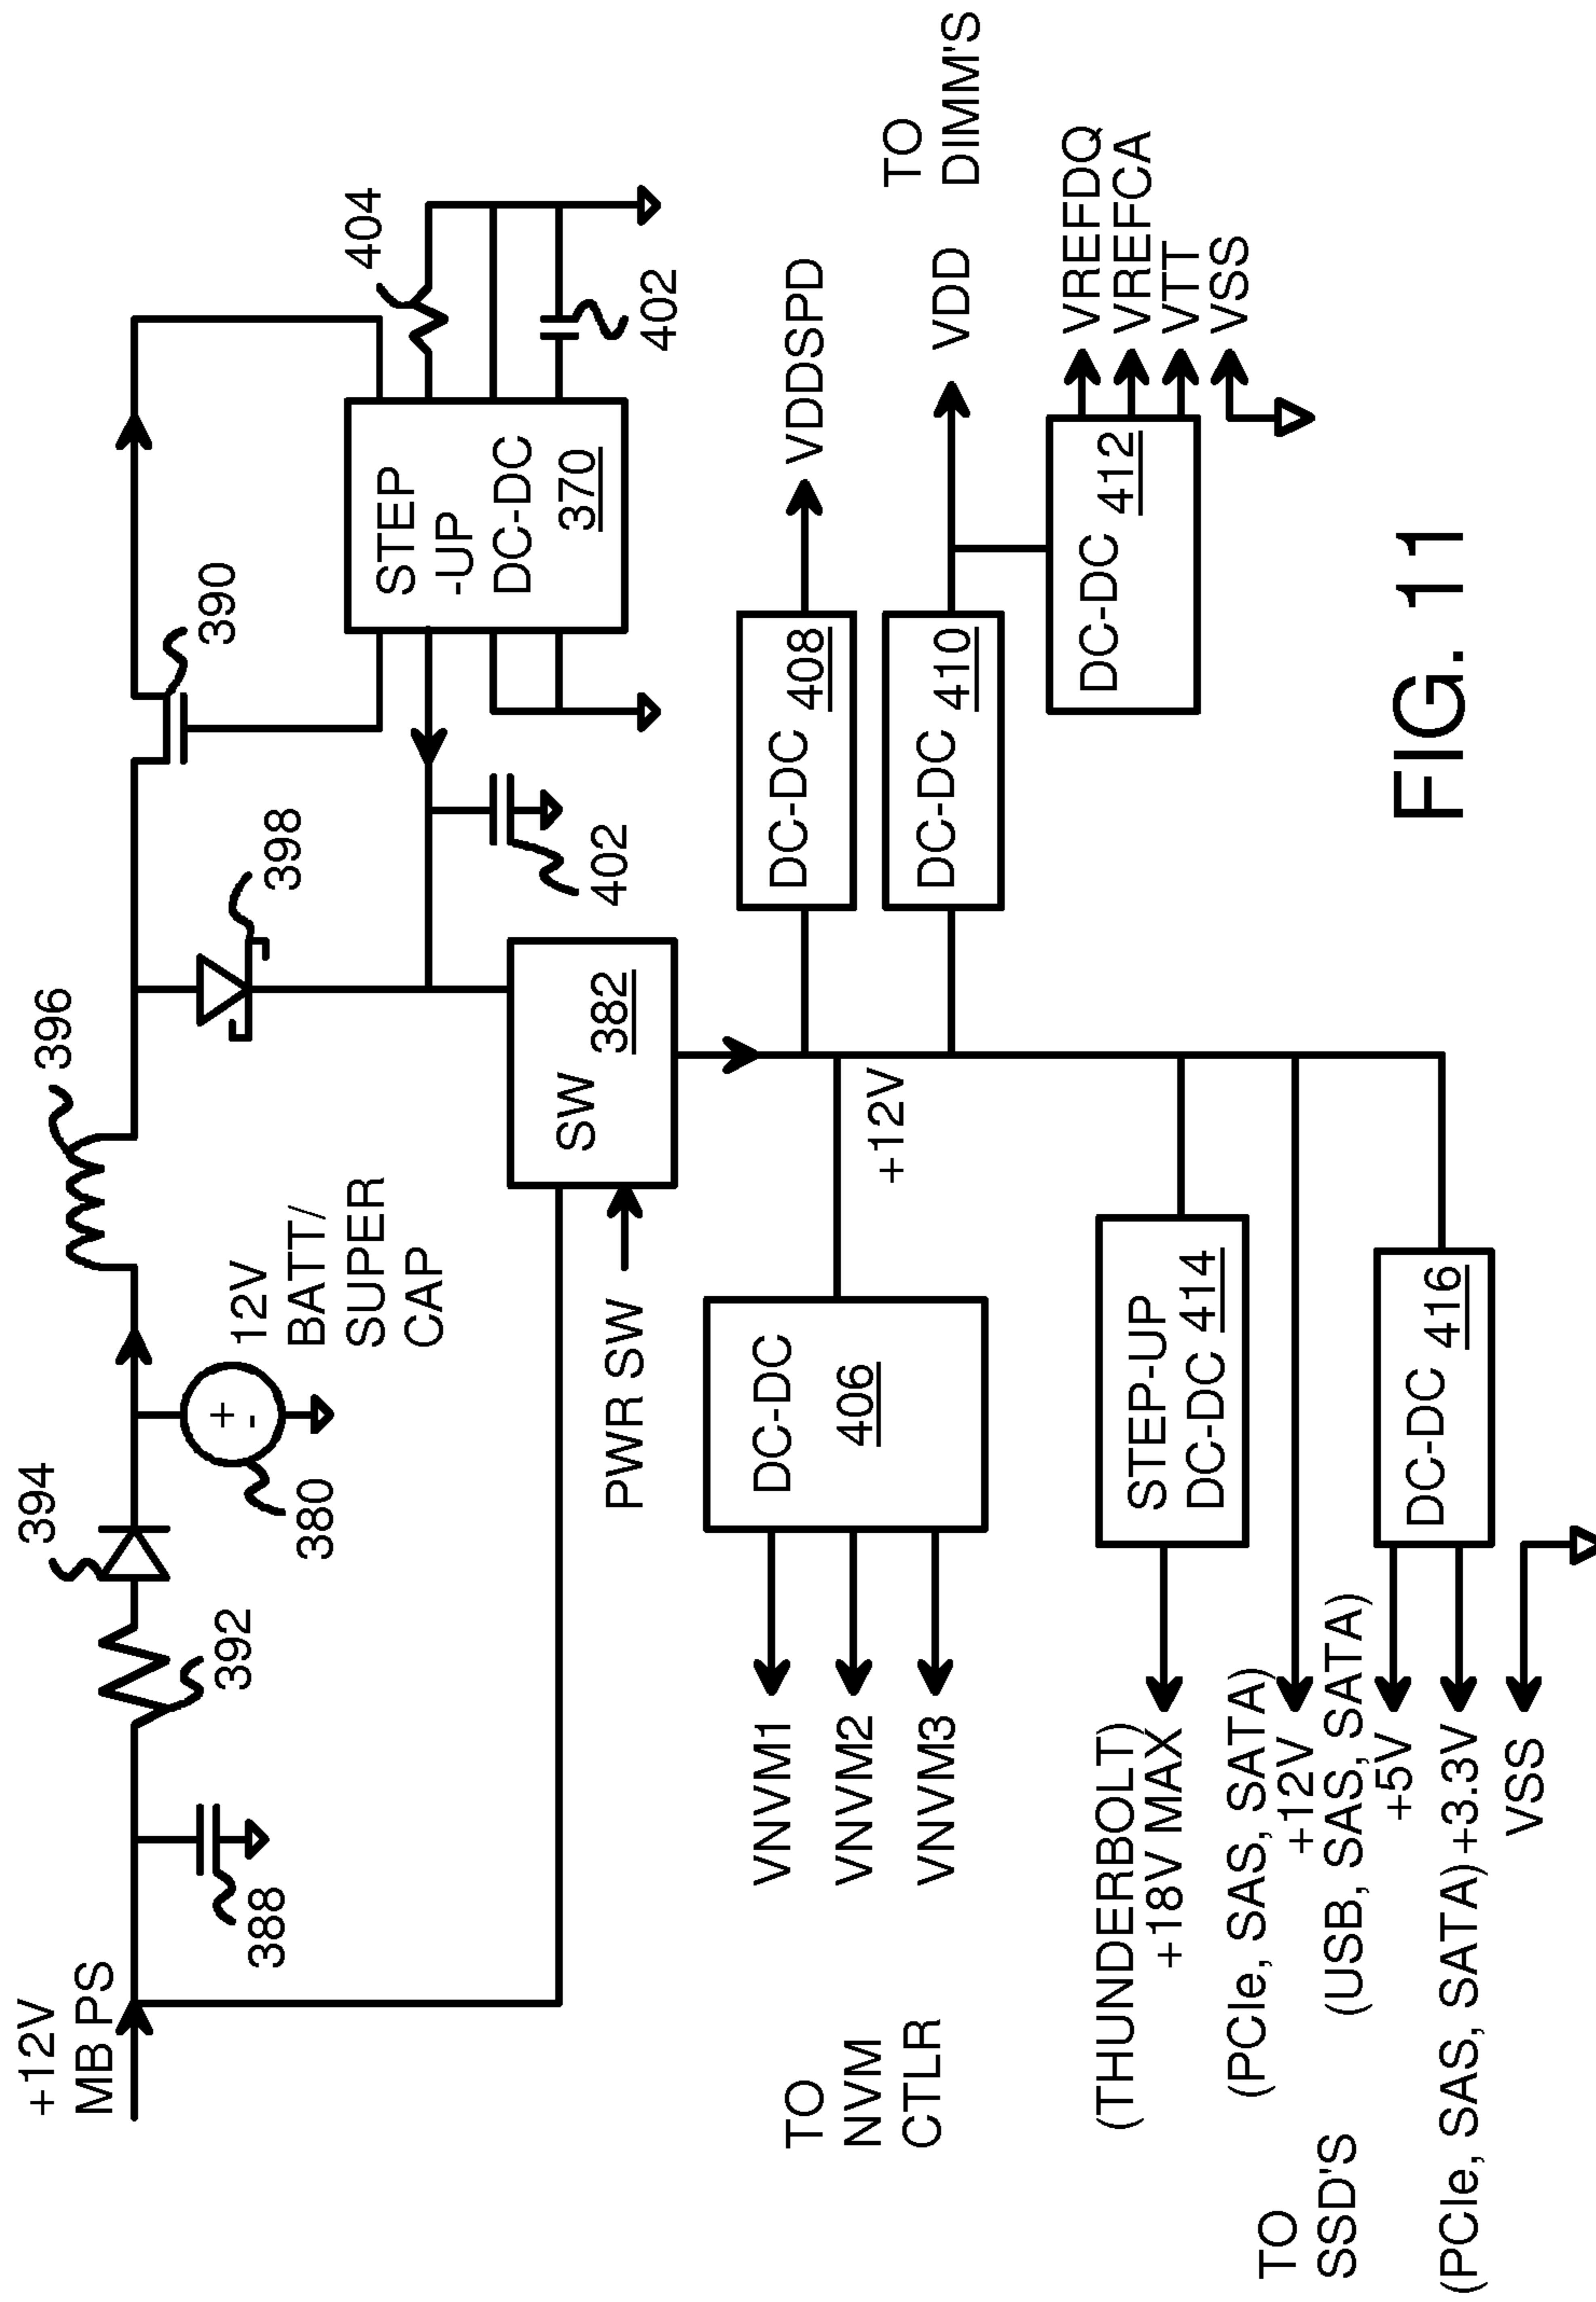 +12V
MB PS
388
392
394
380
12V
BATT/
SUPER
CAP
396
398
390
404
STEP
-UP
DC-DC
370
402
402
SW
382
PWR SW
+12V
DC-DC
408
VDDSPD
DC-DC
410
VDD
TO
DIMM'S
DC-DC
412
VREFDQ
VREFCA
VTT
VSS
TO
NVM
CTLR
VNVM1
VNVM2
VNVM3
DC-DC
406
TO
SSD'S
(THUNDERBOLT)
+18V MAX
STEP-UP
DC-DC 414
(PCIe, SAS, SATA)
+12V
(USB, SAS, SATA)
+5V
(PCIe, SAS, SATA) +3.3V
VSS
DC-DC 416
FIG. 11